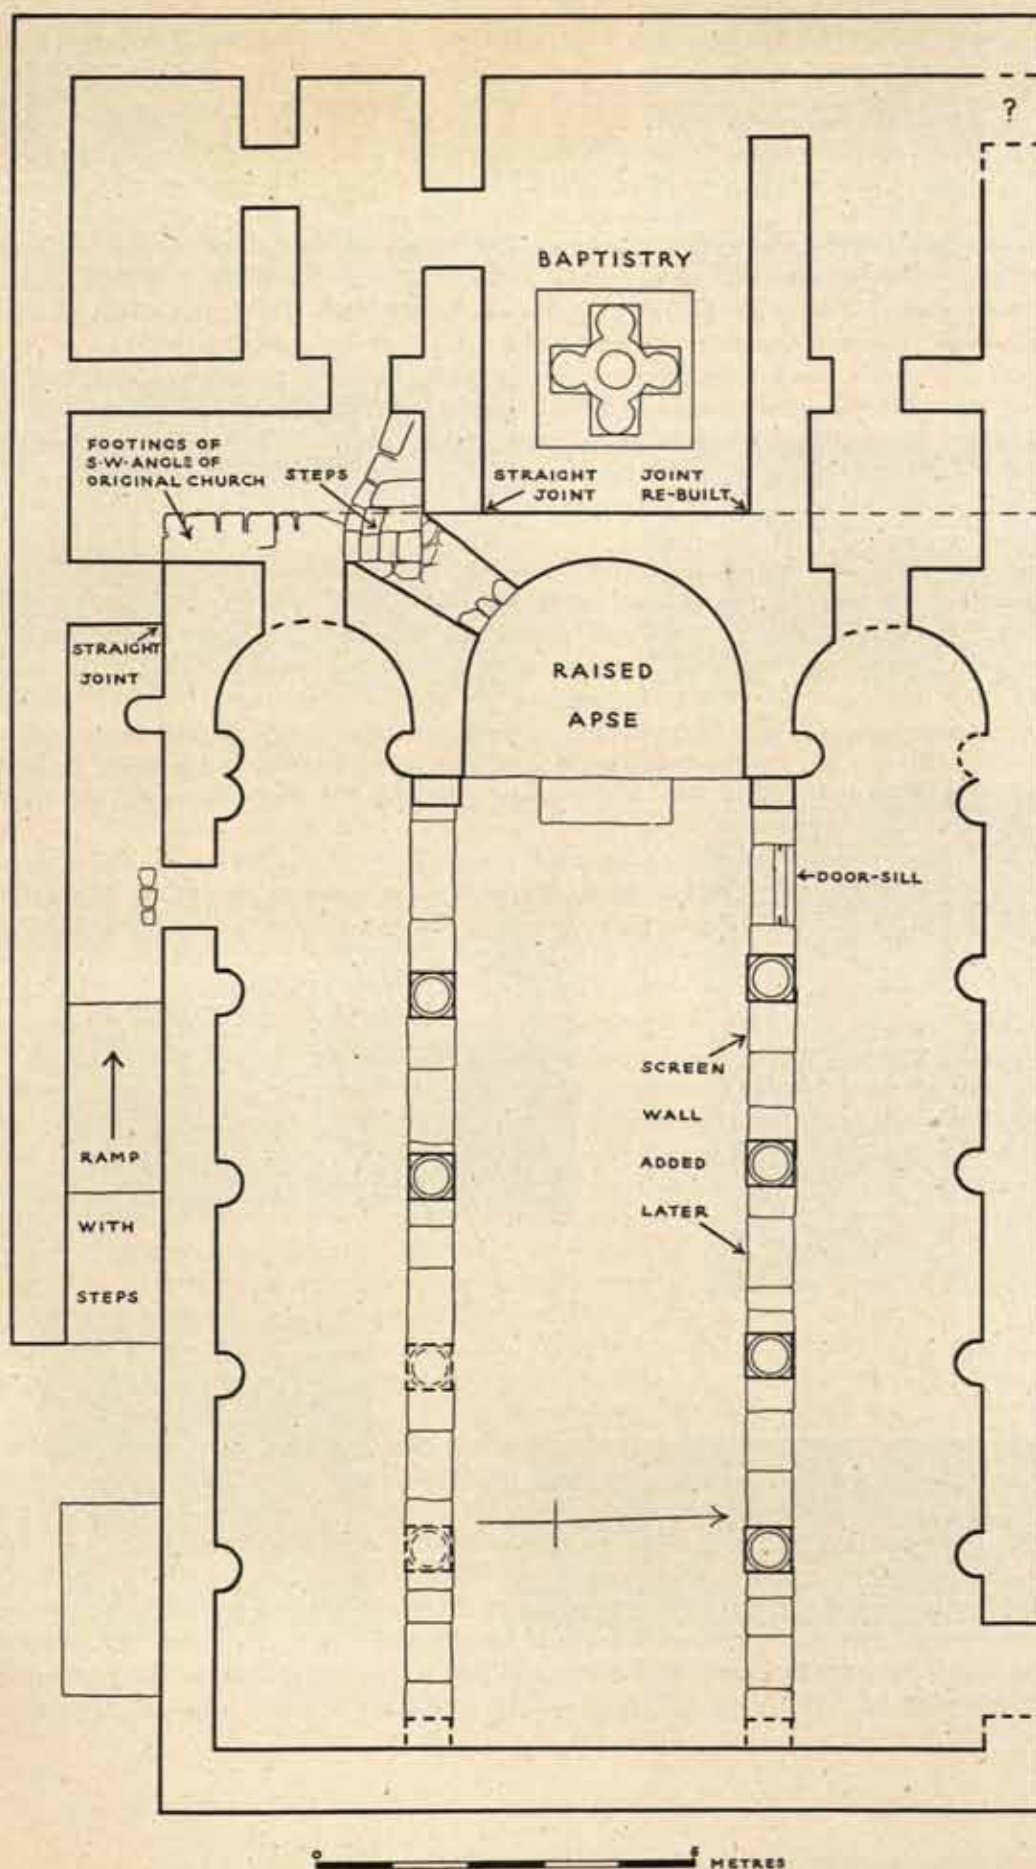 ?
BAPTISTRY
FOOTINGS OF
S·W·ANGLE OF
ORIGINAL CHURCH
STEPS
STRAIGHT
JOINT
JOINT
RE-BUILT
STRAIGHT
JOINT
RAISED
APSE
DOOR-SILL
SCREEN
WALL
ADDED
LATER
RAMP
WITH
STEPS
0
METRES